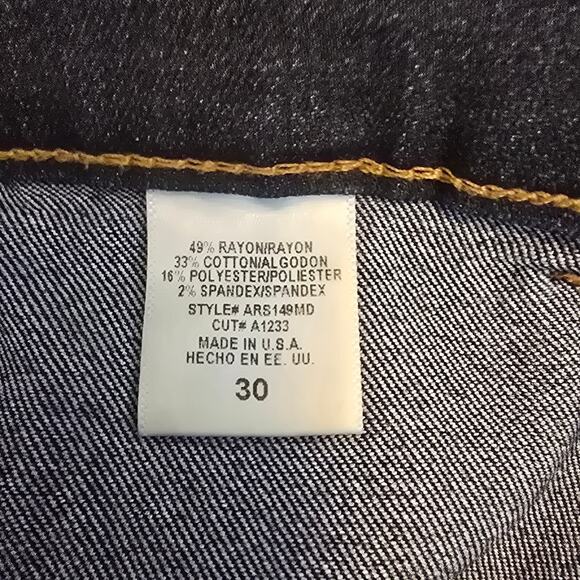 49% RAYON/RAYON
33% COTTON/ALGODON
16% POLYESTER/POLIESTER
2% SPANDEX/SPANDEX
STYLE# ARS149MD
CUT# A1233
MADE IN U.S.A.
HECHO EN EE. UU.
30